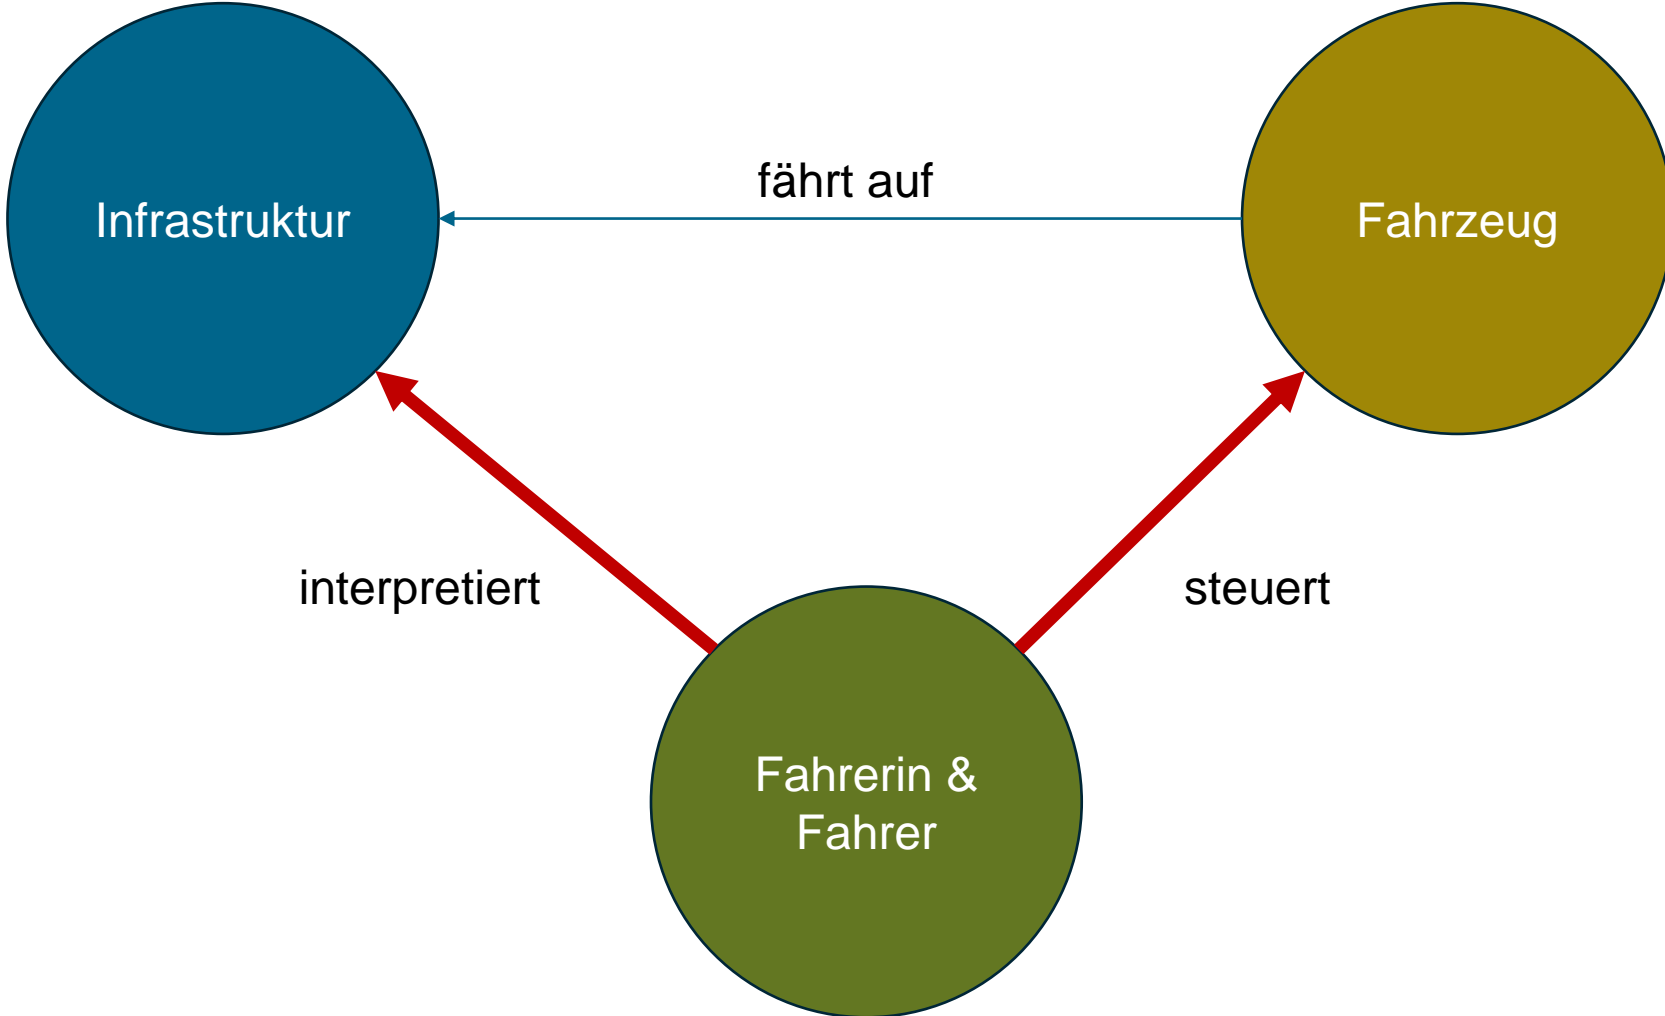 fährt auf
Infrastruktur
Fahrzeug
interpretiert
steuert
Fahrerin &
Fahrer